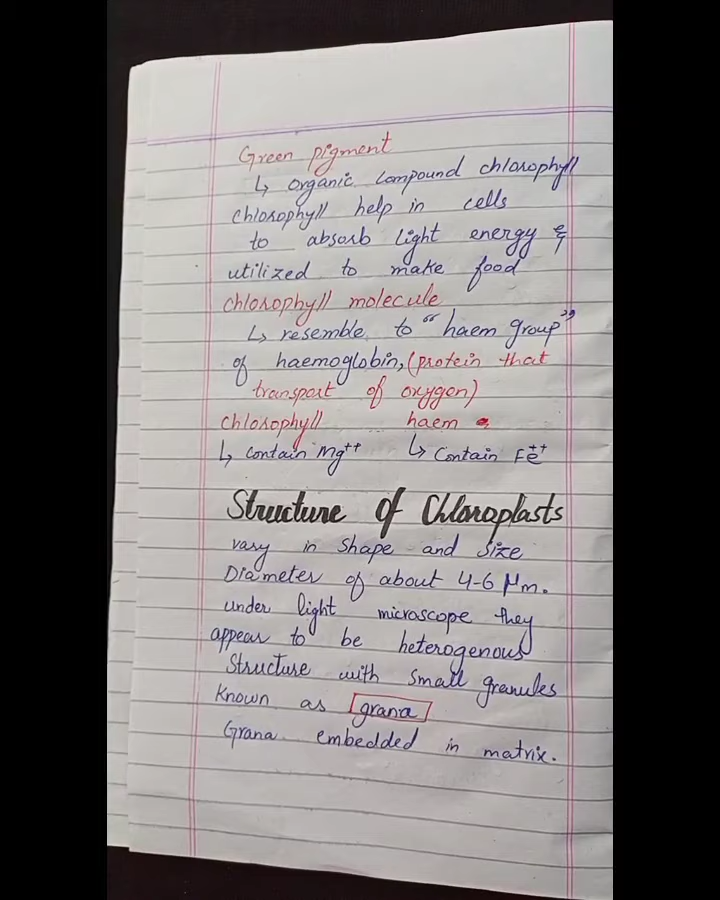 Green pigment
↳ organic compound chlorophyll
chlorophyll help in cells
to absorb light energy &
utilized to make food
chlorophyll molecule
↳ resemble to "haem group"
of haemoglobin, (protein that
transport of oxygen)
chlorophyll haem
↳ contain Mg++ ↳ Contain Fe++
Structure of Chloroplasts
vary in shape and size
Diameter of about 4-6 μm.
under light microscope they
appear to be heterogenous
Structure with small granules
known as grana
Grana embedded in matrix.